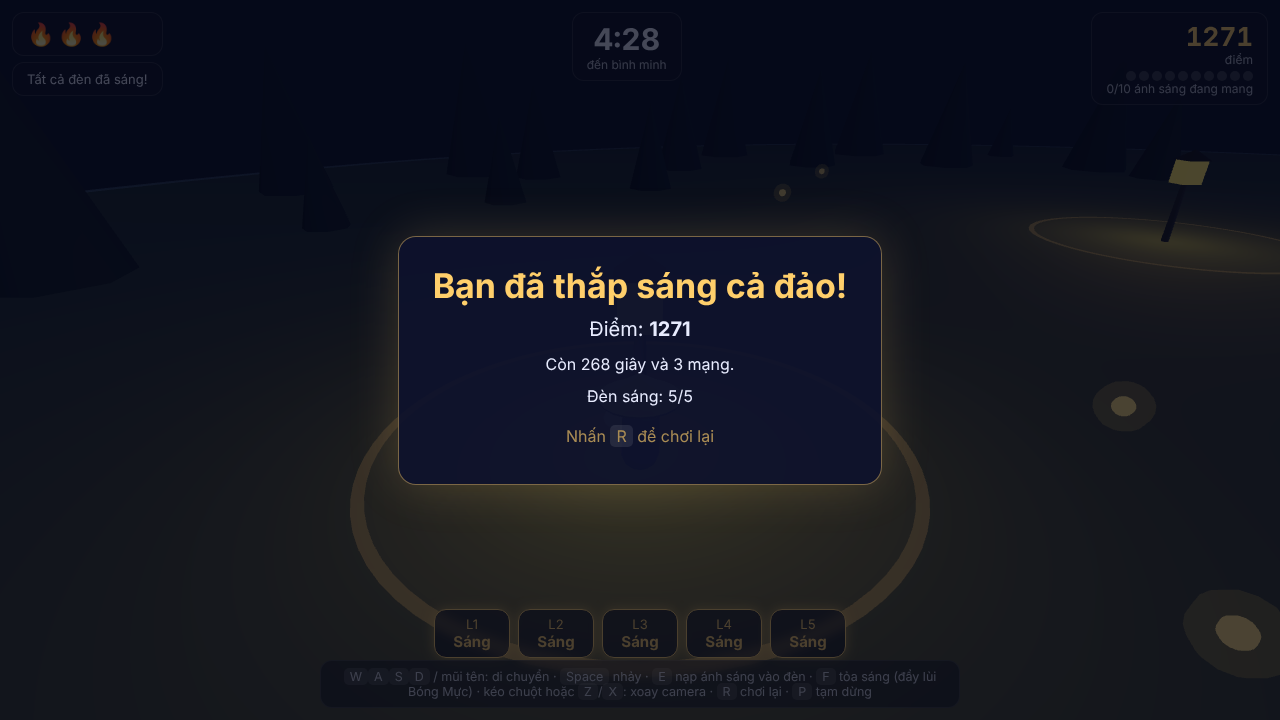 Tất cả đèn đã sáng!
4:28
đến bình minh
1271
điểm
0/10 ánh sáng đang mang
Bạn đã thắp sáng cả đảo!
Điểm: 1271
Còn 268 giây và 3 mạng.
Đèn sáng: 5/5
Nhấn R để chơi lại
L1 L2 L3 L4 L5
Sáng Sáng Sáng Sáng Sáng
W A S D / mũi tên: di chuyển · Space nhảy · E nạp ánh sáng vào đèn · F tỏa sáng (đẩy lùi
Bóng Mực) · kéo chuột hoặc Z / X : xoay camera · R chơi lại · P tạm dừng